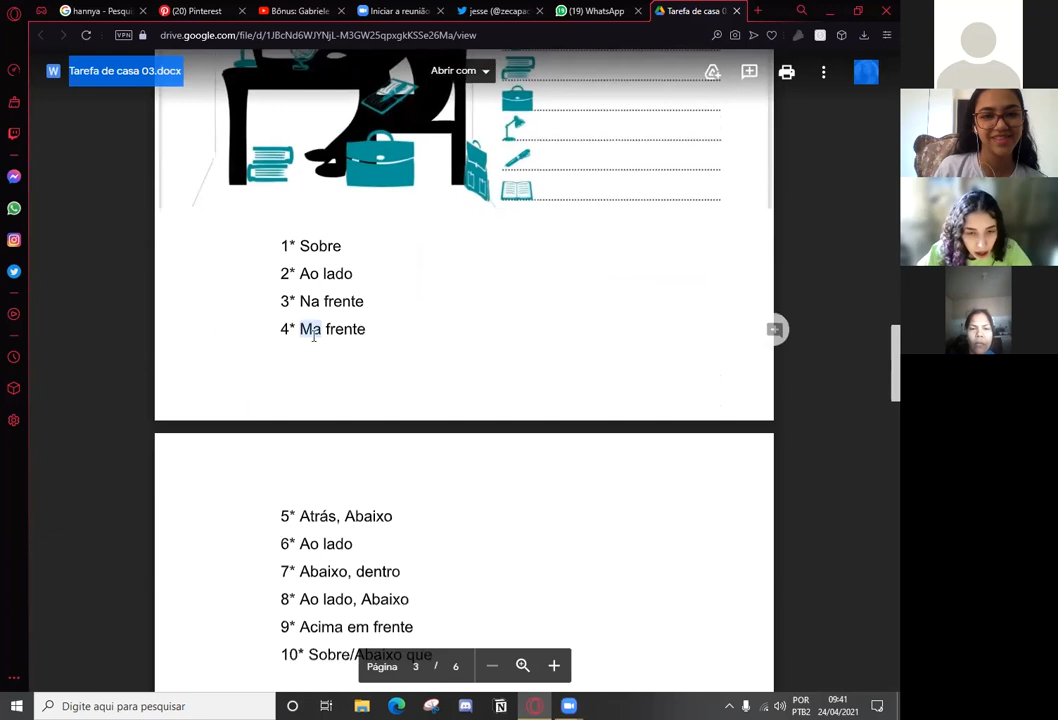 hannya - Pesqui
(20) Pinterest
Bônus: Gabriele
Iniciar a reunião
jesse (@zecapac
(19) WhatsApp
Tarefa de casa 0
VPN
drive.google.com/file/d/1JBcNd6WJYNjL-M3GW25qpxgkKSSe26Ma/view
W Tarefa de casa 03.docx
Abrir com
1* Sobre
2* Ao lado
3* Na frente
4* Ma frente
5* Atrás, Abaixo
6* Ao lado
7* Abaixo, dentro
8* Ao lado, Abaixo
9* Acima em frente
10* Sobre/Abaixo que
Página 3 / 6
Digite aqui para pesquisar
POR
PTB2
09:41
24/04/2021